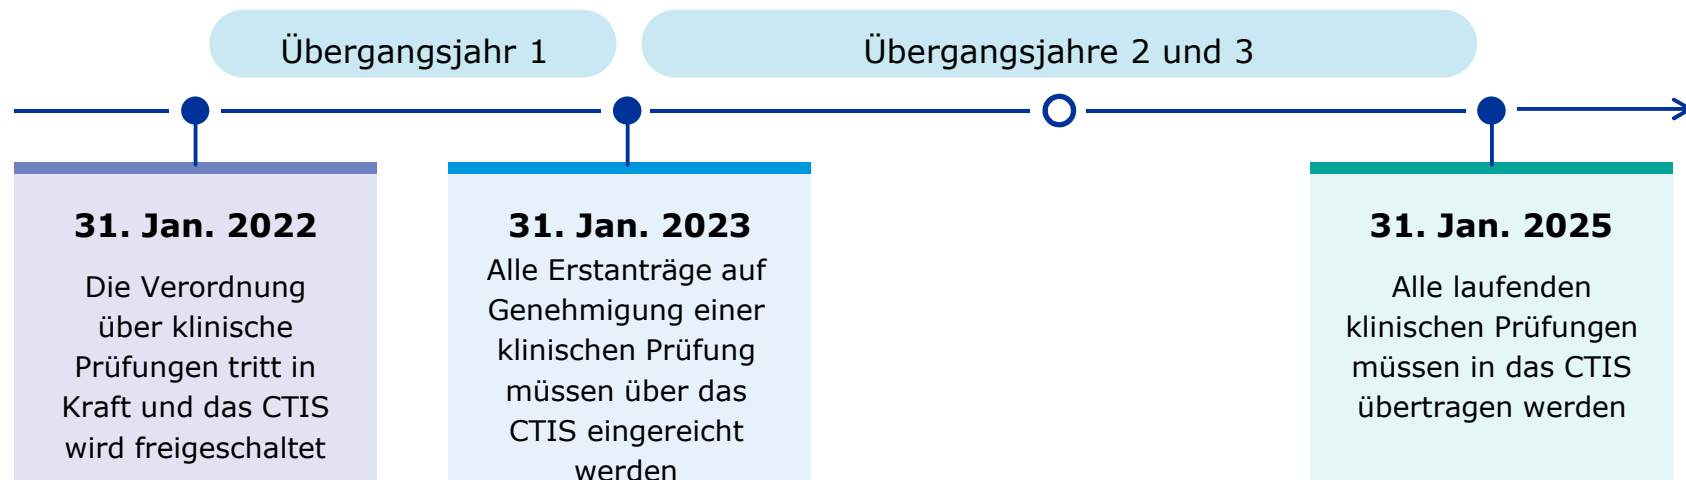 Übergangsjahr 1
Übergangsjahre 2 und 3
31. Jan. 2022
Die Verordnung
über klinische
Prüfungen tritt in
Kraft und das CTIS
wird freigeschaltet
31. Jan. 2023
Alle Erstanträge auf
Genehmigung einer
klinischen Prüfung
müssen über das
CTIS eingereicht
werden
31. Jan. 2025
Alle laufenden
klinischen Prüfungen
müssen in das CTIS
übertragen werden